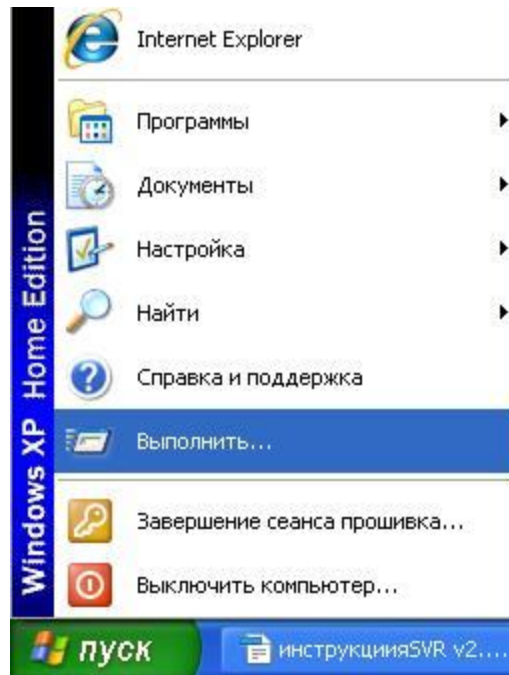 Internet Explorer
Программы
Документы
Настройка
Найти
Справка и поддержка
Выполнить...
Завершение сеанса прошивка...
Выключить компьютер...
Windows XP Home Edition
пуск
инструкцияSVR v2....